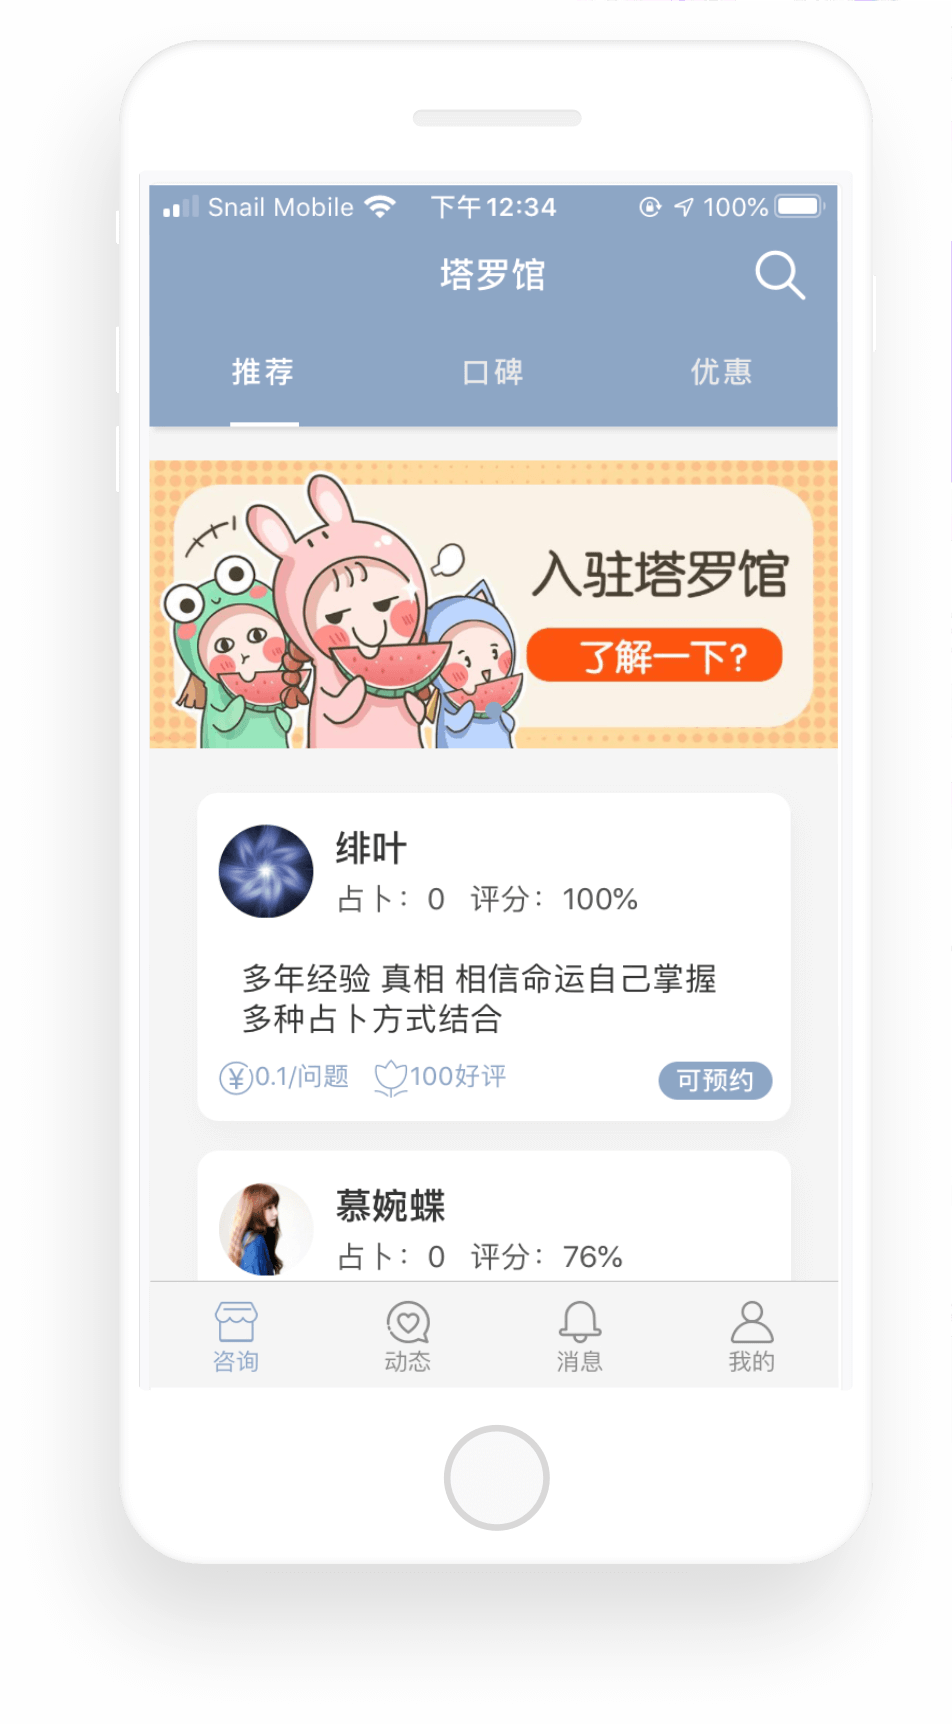 Snail Mobile 下午12:34 100%
塔罗馆
推荐 口碑 优惠
入驻塔罗馆
了解一下?
绯叶
占卜：0 评分：100%
多年经验 真相 相信命运自己掌握
多种占卜方式结合
¥0.1/问题 100好评 可预约
慕婉蝶
占卜：0 评分：76%
咨询 动态 消息 我的